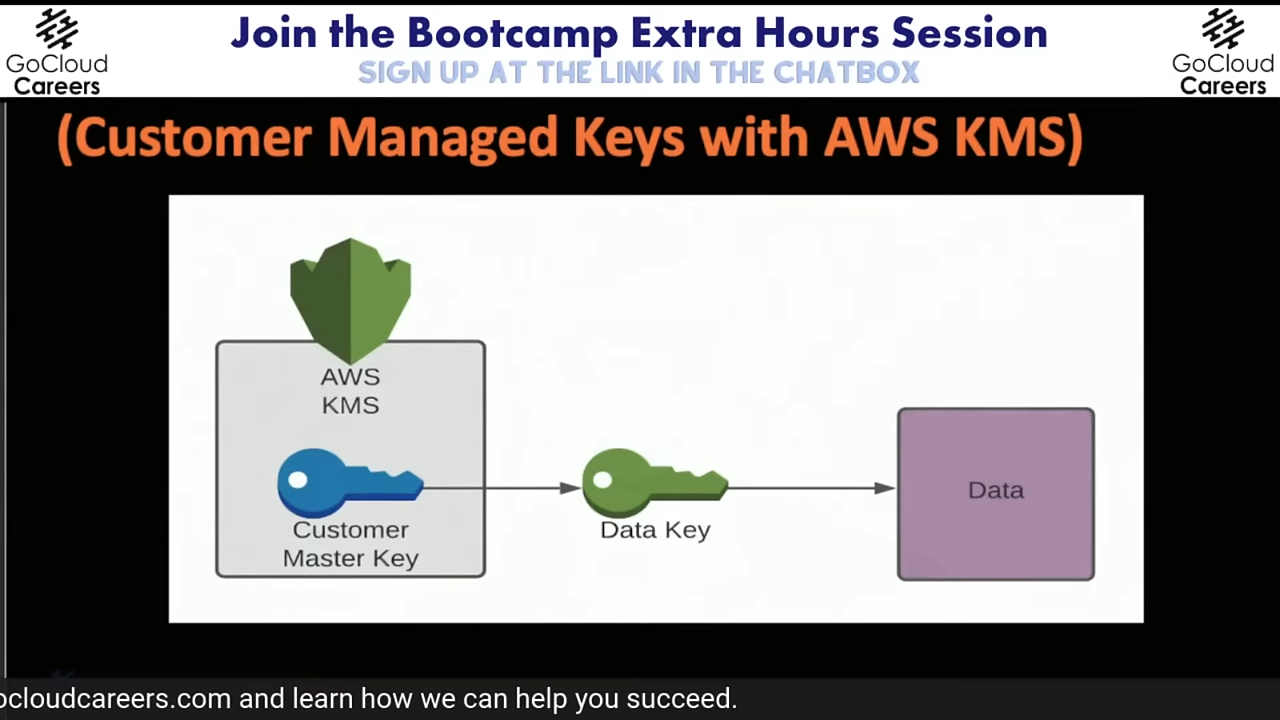 Join the Bootcamp Extra Hours Session
SIGN UP AT THE LINK IN THE CHATBOX
GoCloud
Careers
GoCloud
Careers
(Customer Managed Keys with AWS KMS)
AWS
KMS
Customer
Master Key
Data Key
Data
ocloudcareers.com and learn how we can help you succeed.